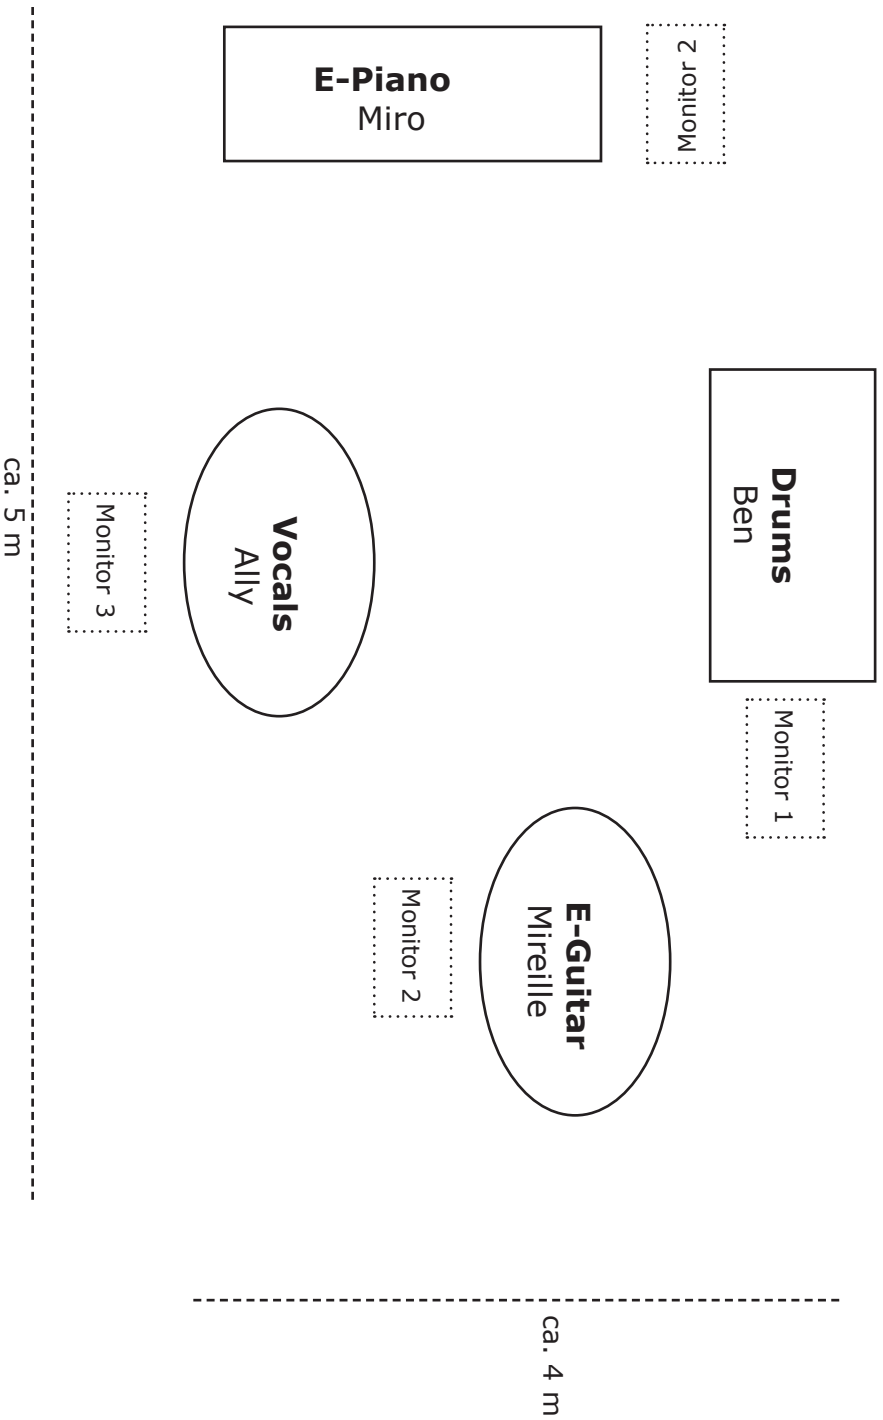 E-Piano
Miro
Monitor 2
Drums
Ben
Monitor 1
Vocals
Ally
Monitor 3
E-Guitar
Mireille
Monitor 2
ca. 5 m
ca. 4 m